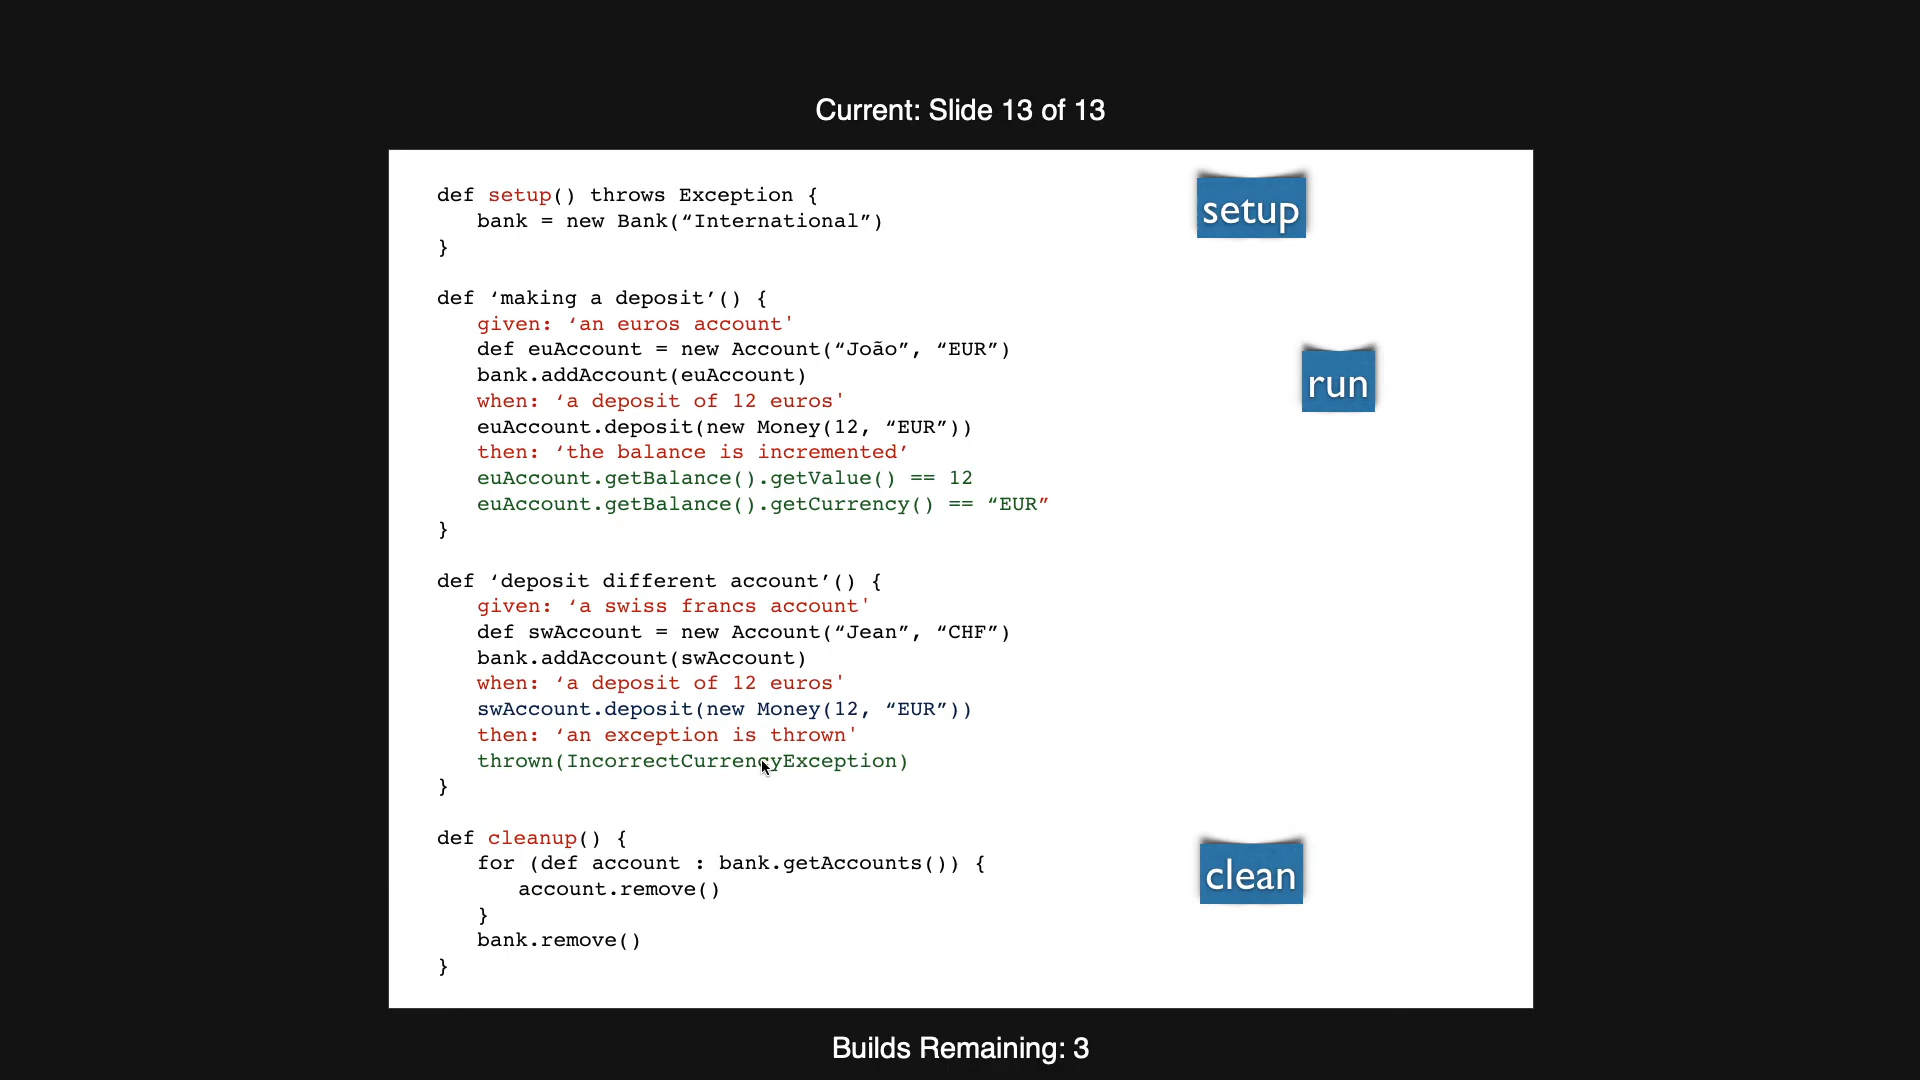 Current: Slide 13 of 13
def setup() throws Exception {
bank = new Bank(“International”)
}
setup
def ‘making a deposit’() {
given: ‘an euros account'
def euAccount = new Account(“João”, “EUR”)
bank.addAccount(euAccount)
when: ‘a deposit of 12 euros'
euAccount.deposit(new Money(12, “EUR”))
then: ‘the balance is incremented’
euAccount.getBalance().getValue() == 12
euAccount.getBalance().getCurrency() == “EUR”
}
run
def ‘deposit different account’() {
given: ‘a swiss francs account'
def swAccount = new Account(“Jean”, “CHF”)
bank.addAccount(swAccount)
when: ‘a deposit of 12 euros'
swAccount.deposit(new Money(12, “EUR”))
then: ‘an exception is thrown'
thrown(IncorrectCurrencyException)
}
def cleanup() {
for (def account : bank.getAccounts()) {
account.remove()
}
bank.remove()
}
clean
Builds Remaining: 3